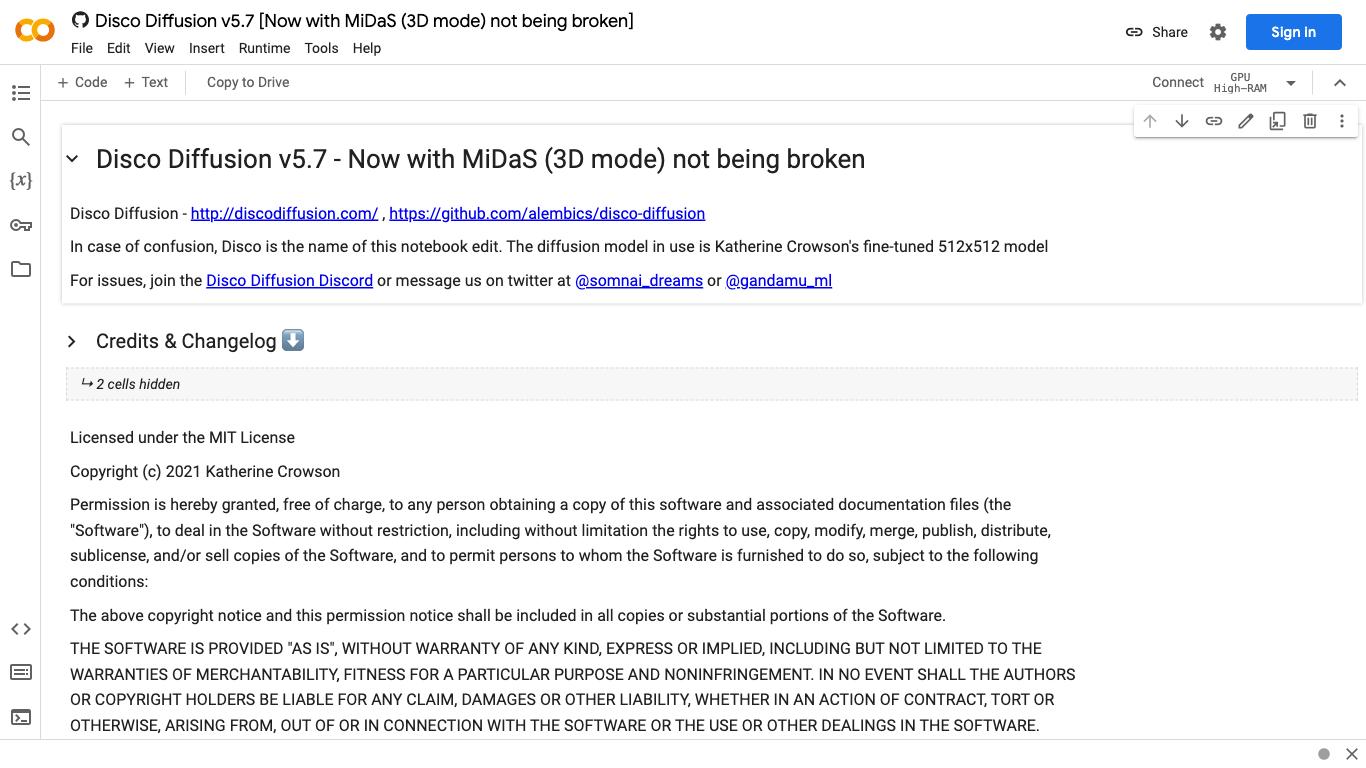 Disco Diffusion v5.7 [Now with MiDaS (3D mode) not being broken]
File Edit View Insert Runtime Tools Help
Share
Sign in
+ Code + Text Copy to Drive
Connect GPU
High-RAM
Disco Diffusion v5.7 - Now with MiDaS (3D mode) not being broken
Disco Diffusion - http://discodiffusion.com/ , https://github.com/alembics/disco-diffusion
In case of confusion, Disco is the name of this notebook edit. The diffusion model in use is Katherine Crowson's fine-tuned 512x512 model
For issues, join the Disco Diffusion Discord or message us on twitter at @somnai_dreams or @gandamu_ml
{x}
Credits & Changelog ⬇️
↳ 2 cells hidden
Licensed under the MIT License
Copyright (c) 2021 Katherine Crowson
Permission is hereby granted, free of charge, to any person obtaining a copy of this software and associated documentation files (the
"Software"), to deal in the Software without restriction, including without limitation the rights to use, copy, modify, merge, publish, distribute,
sublicense, and/or sell copies of the Software, and to permit persons to whom the Software is furnished to do so, subject to the following
conditions:
The above copyright notice and this permission notice shall be included in all copies or substantial portions of the Software.
THE SOFTWARE IS PROVIDED "AS IS", WITHOUT WARRANTY OF ANY KIND, EXPRESS OR IMPLIED, INCLUDING BUT NOT LIMITED TO THE
WARRANTIES OF MERCHANTABILITY, FITNESS FOR A PARTICULAR PURPOSE AND NONINFRINGEMENT. IN NO EVENT SHALL THE AUTHORS
OR COPYRIGHT HOLDERS BE LIABLE FOR ANY CLAIM, DAMAGES OR OTHER LIABILITY, WHETHER IN AN ACTION OF CONTRACT, TORT OR
OTHERWISE, ARISING FROM, OUT OF OR IN CONNECTION WITH THE SOFTWARE OR THE USE OR OTHER DEALINGS IN THE SOFTWARE.